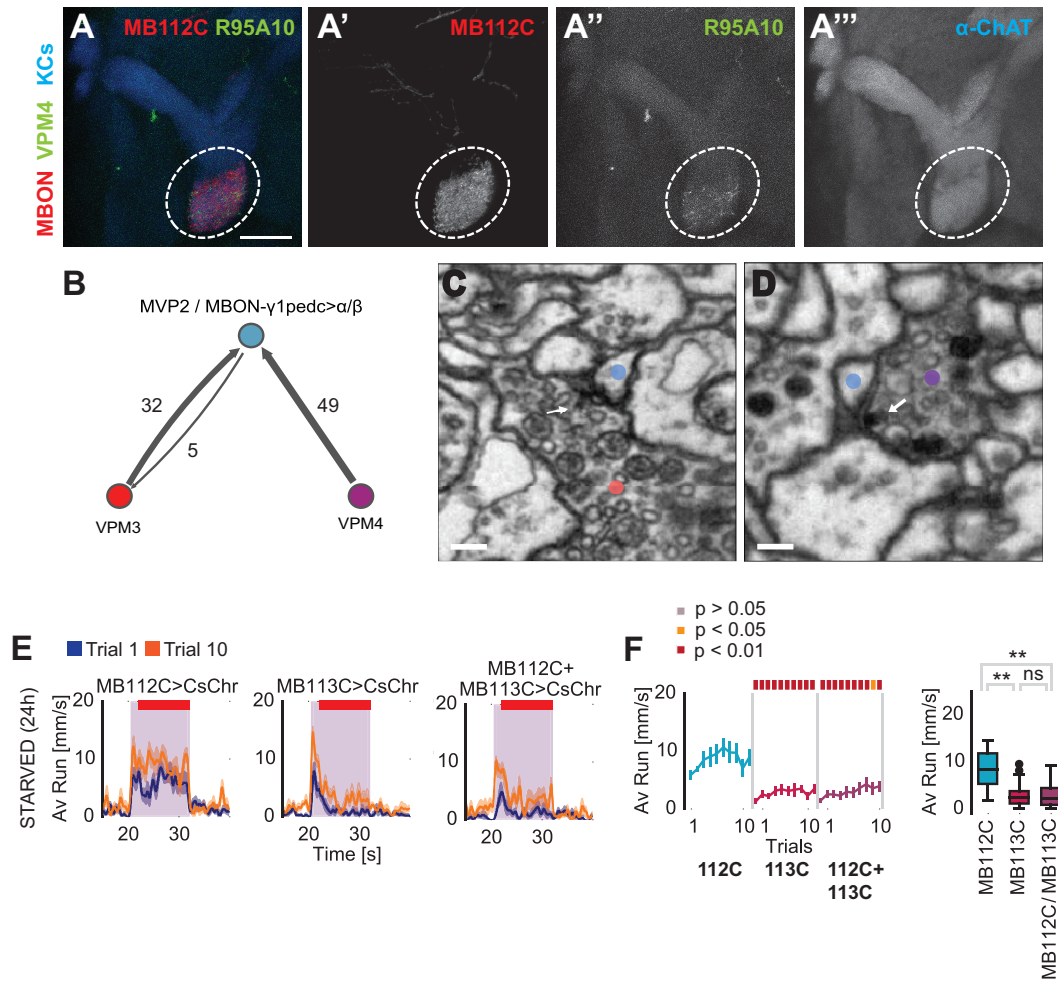 A
MB112C R95A10
A'
MB112C
A''
R95A10
A'''
α-ChAT
MBON VPM4 KCs
B
MVP2 / MBON-γ1pedc>α/β
32
5
49
VPM3
VPM4
C
D
E
Trial 1
Trial 10
STARVED (24h)
Av Run [mm/s]
MB112C>CsChr
MB113C>CsChr
MB112C+
MB113C>CsChr
20
10
0
20
30
20
30
20
30
20
10
0
20
10
0
Time [s]
p > 0.05
p < 0.05
p < 0.01
F
Av Run [mm/s]
20
10
0
1
10
1
10
1
10
Trials
112C
113C
112C+
113C
Av Run [mm/s]
20
10
0
**
**
ns
MB112C
MB113C
MB112C/ MB113C